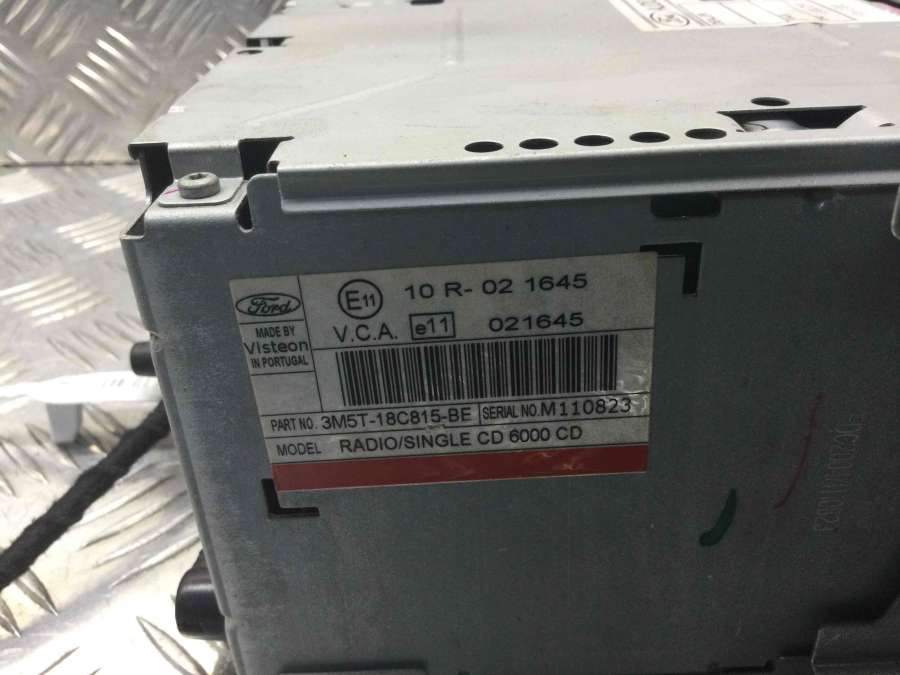 Ford
MADE BY
Visteon
IN PORTUGAL
E11
10 R- 02 1645
V.C.A. e11 021645
PART NO. 3M5T-18C815-BE SERIAL NO. M110823
MODEL RADIO/SINGLE CD 6000 CD